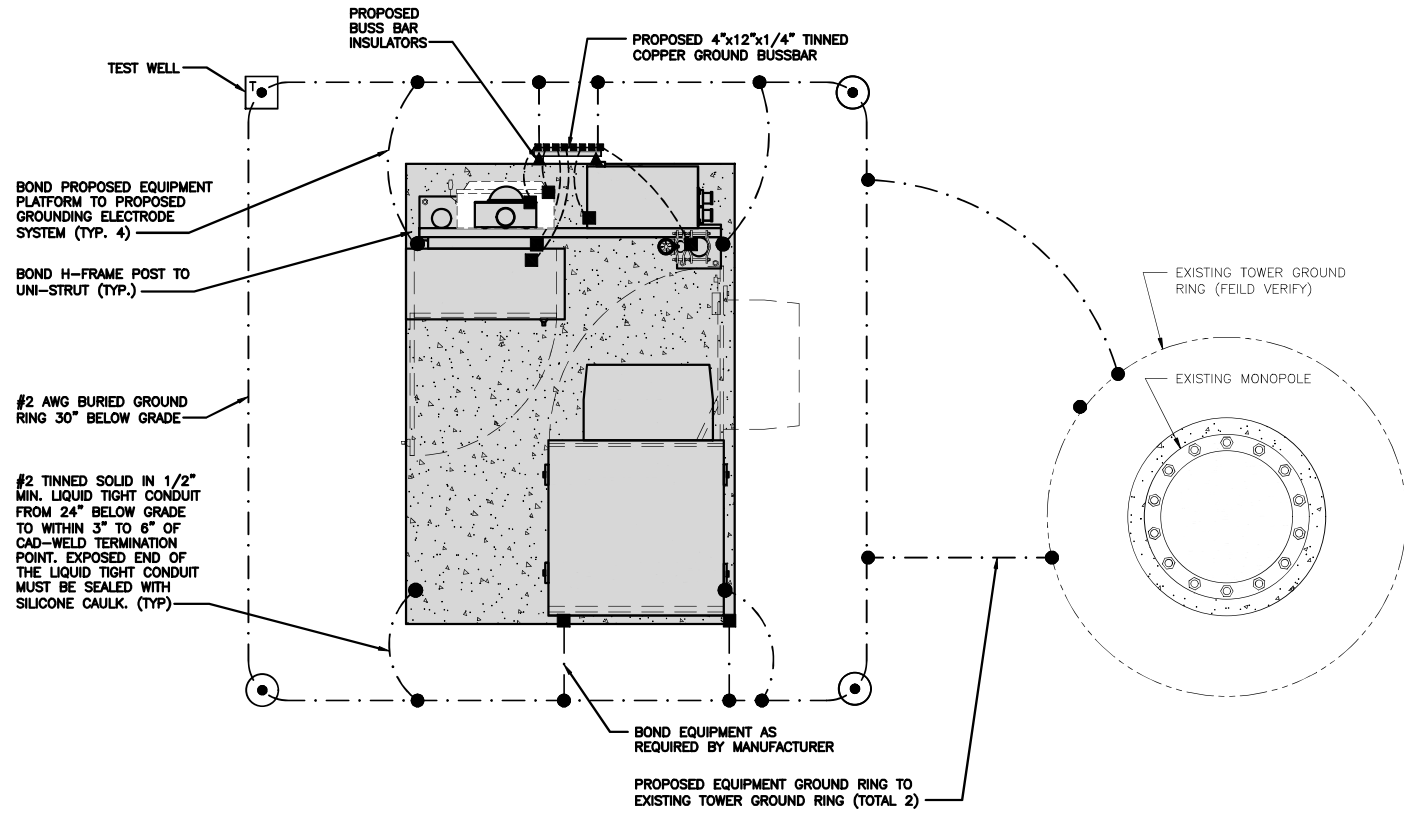 PROPOSED
BUSS BAR
INSULATORS
PROPOSED 4"x12"x1/4" TINNED
COPPER GROUND BUSSBAR
TEST WELL
T
BOND PROPOSED EQUIPMENT
PLATFORM TO PROPOSED
GROUNDING ELECTRODE
SYSTEM (TYP. 4)
BOND H-FRAME POST TO
UNI-STRUT (TYP.)
EXISTING TOWER GROUND
RING (FEILD VERIFY)
EXISTING MONOPOLE
#2 AWG BURIED GROUND
RING 30" BELOW GRADE
#2 TINNED SOLID IN 1/2"
MIN. LIQUID TIGHT CONDUIT
FROM 24" BELOW GRADE
TO WITHIN 3" TO 6" OF
CAD-WELD TERMINATION
POINT. EXPOSED END OF
THE LIQUID TIGHT CONDUIT
MUST BE SEALED WITH
SILICONE CAULK. (TYP)
BOND EQUIPMENT AS
REQUIRED BY MANUFACTURER
PROPOSED EQUIPMENT GROUND RING TO
EXISTING TOWER GROUND RING (TOTAL 2)